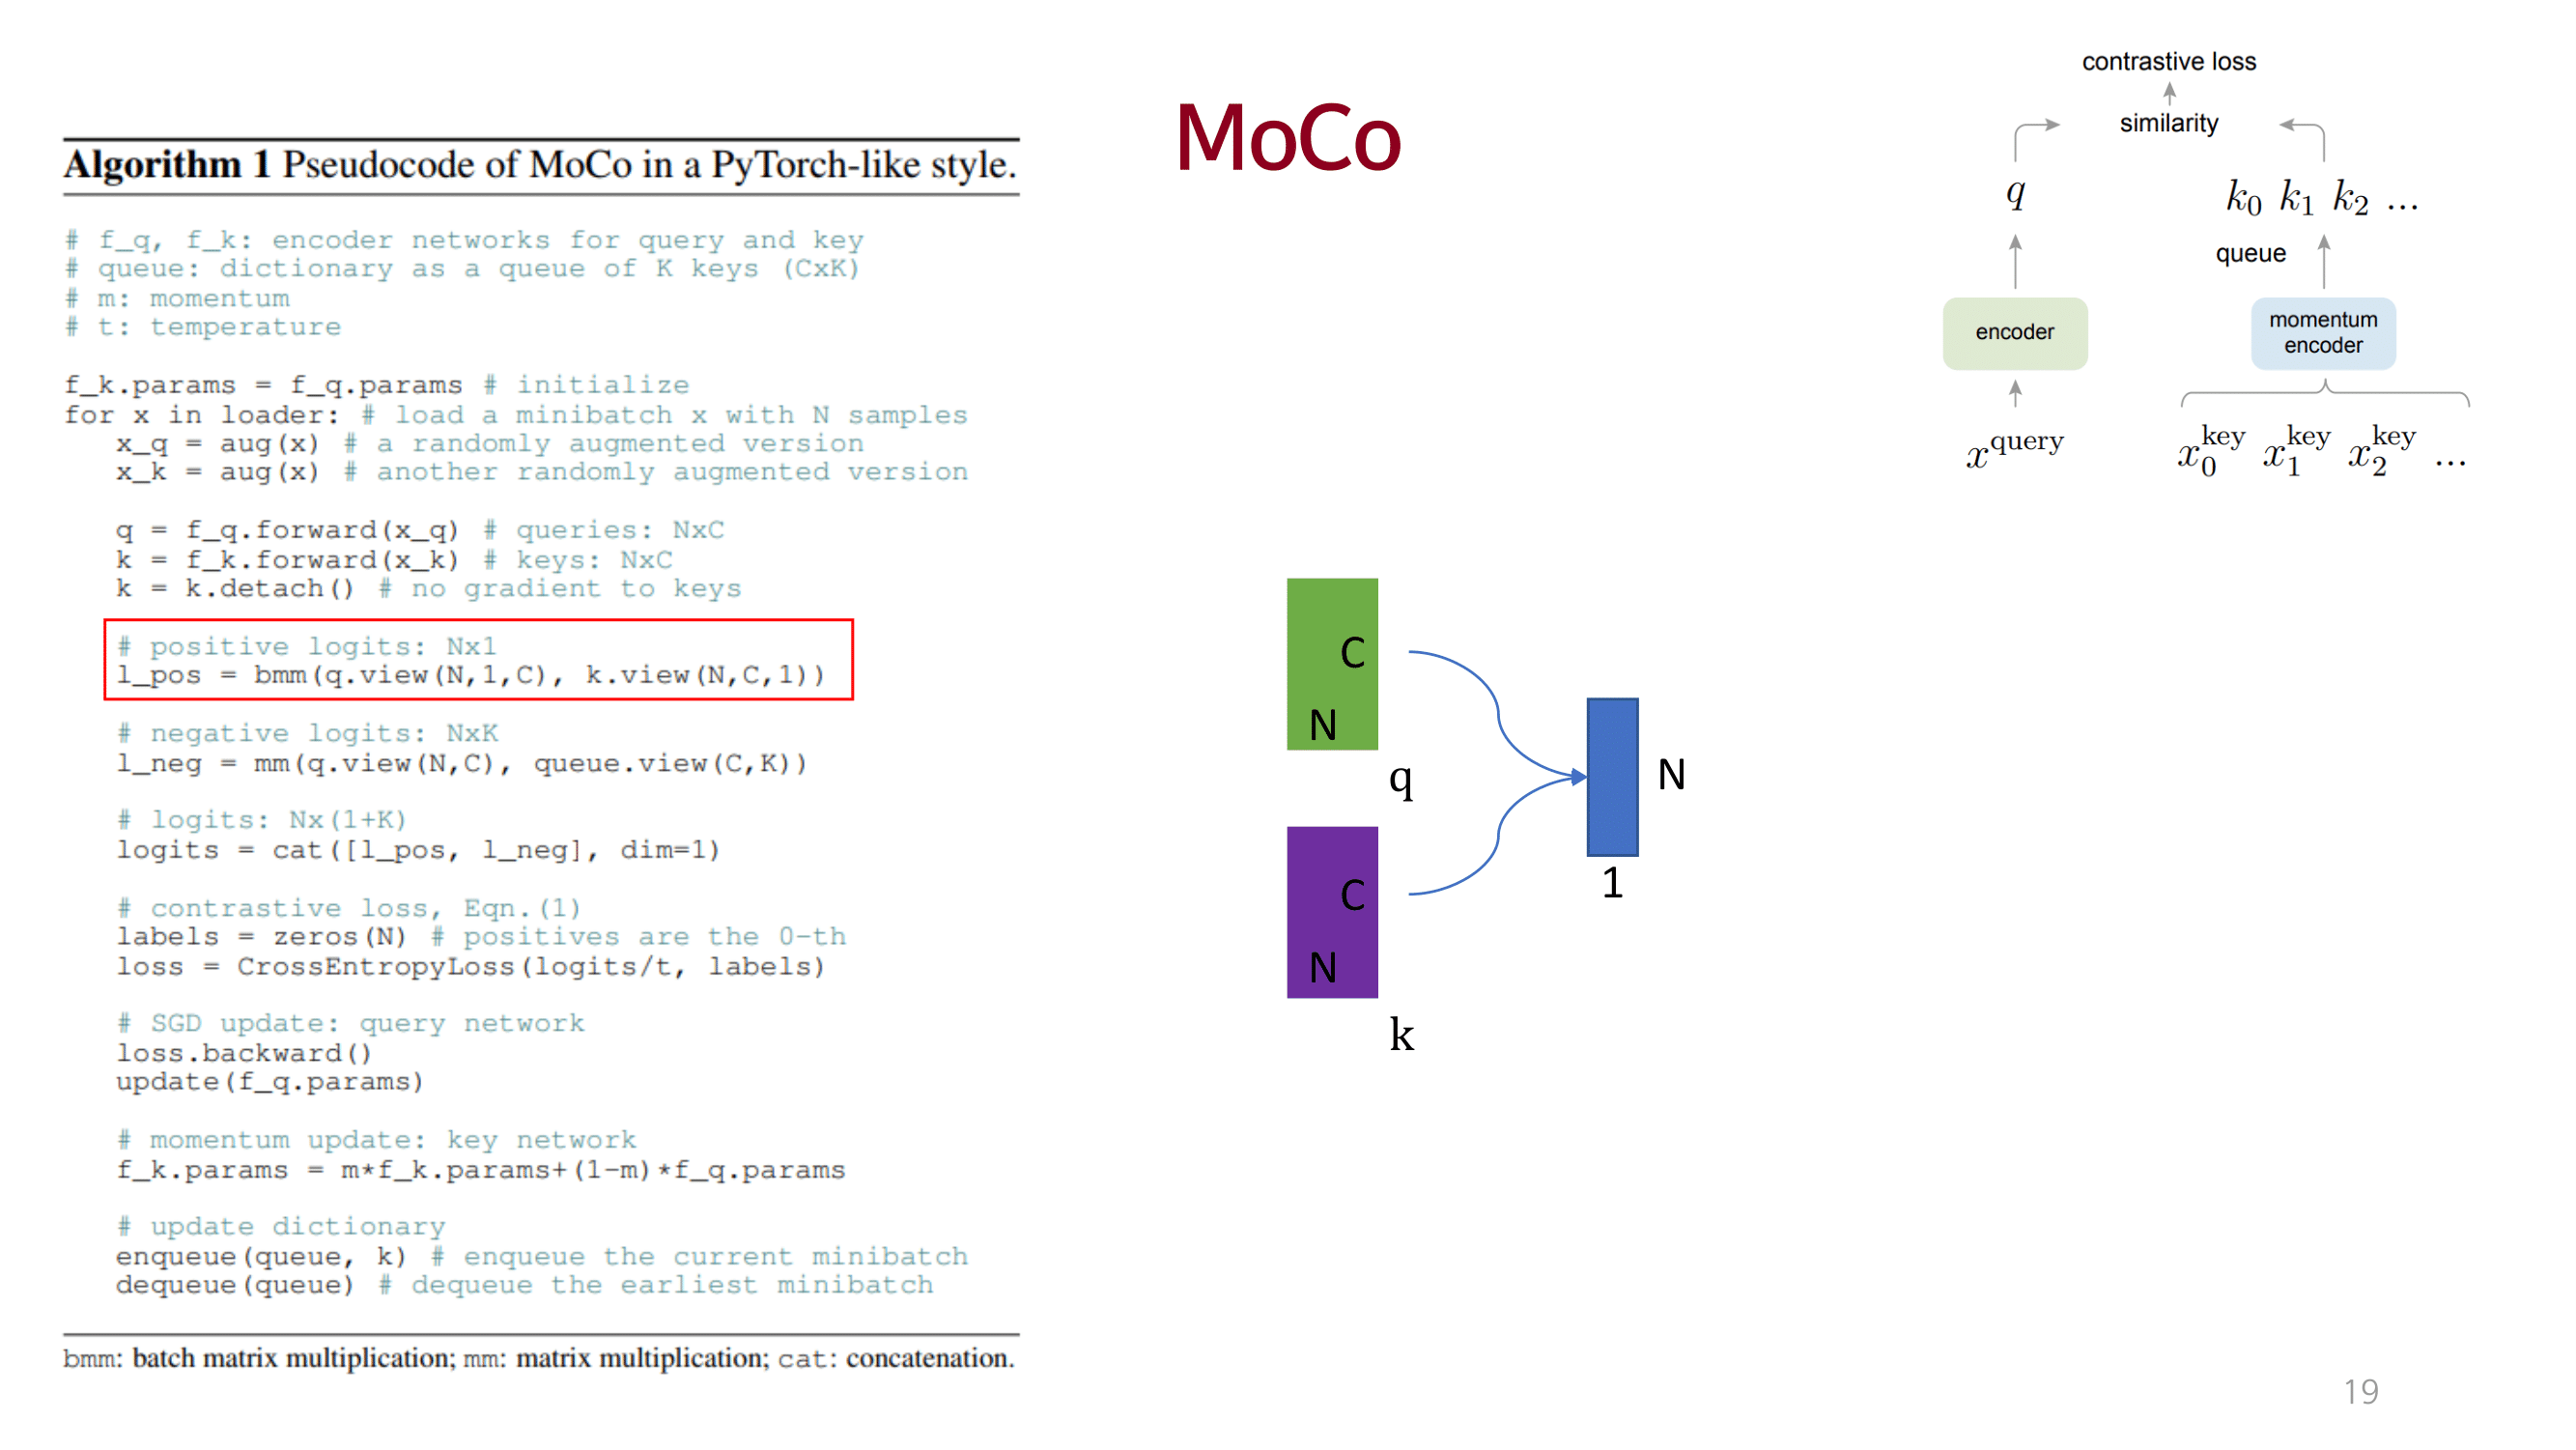 MoCo
Algorithm 1 Pseudocode of MoCo in a PyTorch-like style.
# f_q, f_k: encoder networks for query and key
# queue: dictionary as a queue of K keys (CxK)
# m: momentum
# t: temperature
f_k.params = f_q.params # initialize
for x in loader: # load a minibatch x with N samples
x_q = aug(x) # a randomly augmented version
x_k = aug(x) # another randomly augmented version
q = f_q.forward(x_q) # queries: NxC
k = f_k.forward(x_k) # keys: NxC
k = k.detach() # no gradient to keys
# positive logits: Nx1
l_pos = bmm(q.view(N,1,C), k.view(N,C,1))
# negative logits: NxK
l_neg = mm(q.view(N,C), queue.view(C,K))
# logits: Nx(1+K)
logits = cat([l_pos, l_neg], dim=1)
# contrastive loss, Eqn.(1)
labels = zeros(N) # positives are the 0-th
loss = CrossEntropyLoss(logits/t, labels)
# SGD update: query network
loss.backward()
update(f_q.params)
# momentum update: key network
f_k.params = m*f_k.params+(1-m)*f_q.params
# update dictionary
enqueue(queue, k) # enqueue the current minibatch
dequeue(queue) # dequeue the earliest minibatch
bmm: batch matrix multiplication; mm: matrix multiplication; cat: concatenation.
contrastive loss
similarity
q
k₀ k₁ k₂ ...
queue
encoder
momentum
encoder
x^query
x₀^key x₁^key x₂^key ...
C
N
q
C
N
k
N
1
19